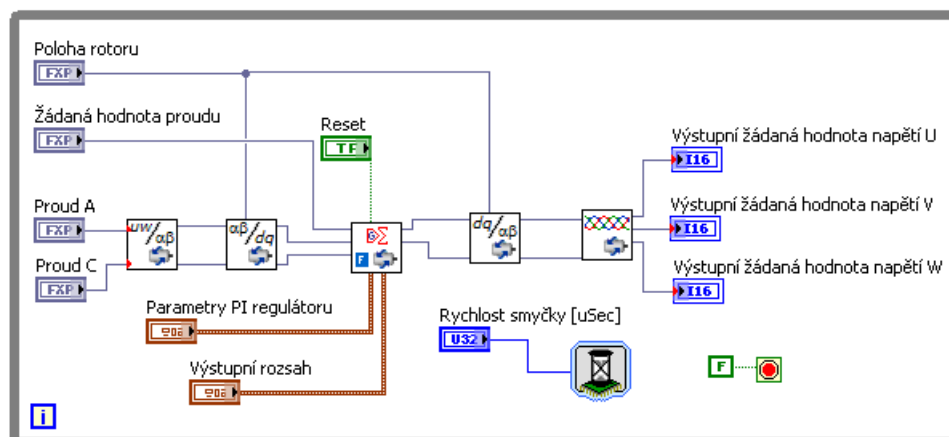 Poloha rotoru
FXP
Žádaná hodnota proudu
FXP
Reset
TF
Výstupní žádaná hodnota napětí U
I16
Proud A
FXP
uw/αβ
αβ/dq
dq/αβ
Výstupní žádaná hodnota napětí V
I16
Proud C
FXP
F
Výstupní žádaná hodnota napětí W
I16
Parametry PI regulátoru
Rychlost smyčky [uSec]
U32
Výstupní rozsah
F
i